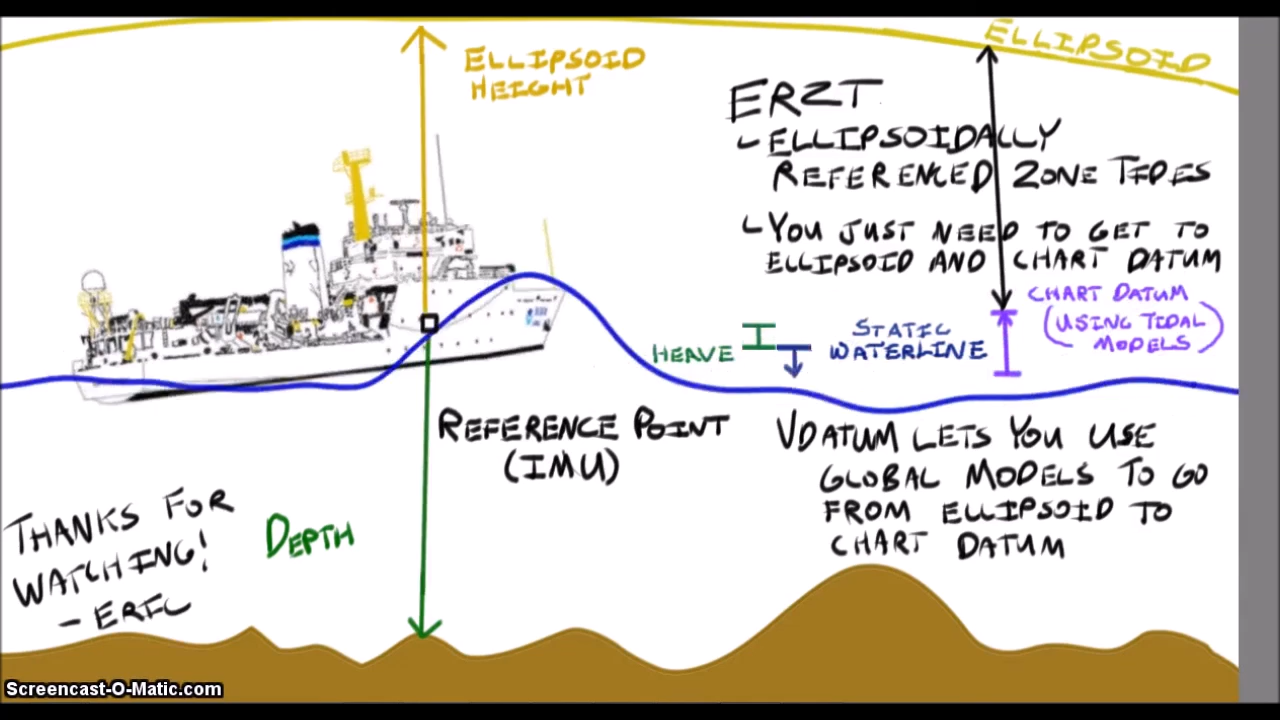 ELLIPSOID
ELLIPSOID
HEIGHT
ERZT
ELLIPSOIDALLY
REFERENCED ZONE TIDES
YOU JUST NEED TO GET TO
ELLIPSOID AND CHART DATUM
CHART DATUM
(USING TIDAL
MODELS)
HEAVE
STATIC
WATERLINE
REFERENCE POINT
(IMU)
VDATUM LETS YOU USE
GLOBAL MODELS TO GO
FROM ELLIPSOID TO
CHART DATUM
DEPTH
THANKS FOR
WATCHING!
- ERIC
Screencast-O-Matic.com